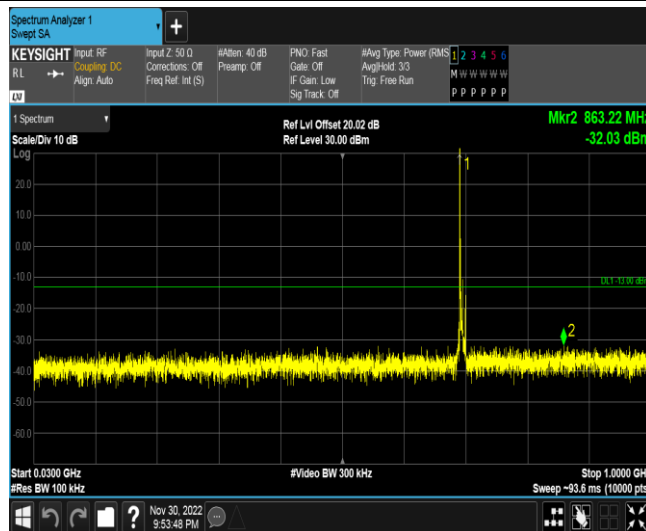 Spectrum Analyzer 1
Swept SA
+
KEYSIGHT
RL
LXI
Input: RF
Coupling: DC
Align: Auto
Input Z: 50 Ω
Corrections: Off
Freq Ref: Int (S)
#Atten: 40 dB
Preamp: Off
PNO: Fast
Gate: Off
IF Gain: Low
Sig Track: Off
#Avg Type: Power (RMS
Avg|Hold: 3/3
Trig: Free Run
1 2 3 4 5 6
M W W W W W
P P P P P P
1 Spectrum
Scale/Div 10 dB
Ref Lvl Offset 20.02 dB
Ref Level 30.00 dBm
Mkr2 863.22 MHz
-32.03 dBm
Log
1
20.0
10.0
0.00
-10.0
DL1 -13.00 dBm
-20.0
-30.0
2
-40.0
-50.0
-60.0
Start 0.0300 GHz
#Res BW 100 kHz
#Video BW 300 kHz
Stop 1.0000 GH
Sweep ~93.6 ms (10000 pts
?
Nov 30, 2022
9:53:48 PM